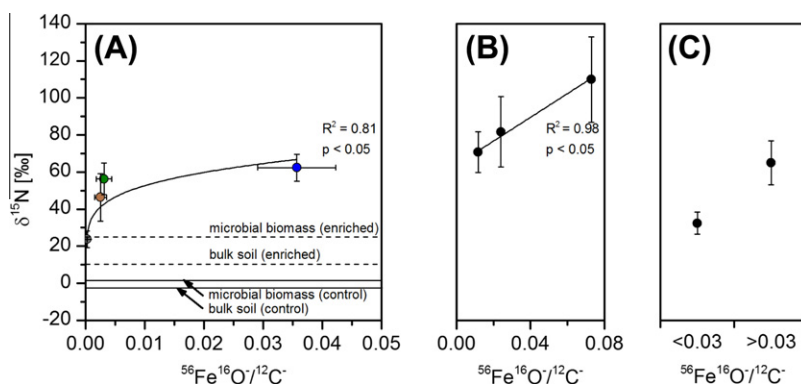 (A)
(B)
(C)
δ¹⁵N [‰]
140
120
100
80
60
40
20
0
-20
R² = 0.81
p < 0.05
microbial biomass (enriched)
bulk soil (enriched)
microbial biomass (control)
bulk soil (control)
0.00 0.01 0.02 0.03 0.04 0.05
⁵⁶Fe¹⁶O⁻/¹²C⁻
R² = 0.98
p < 0.05
0.00 0.04 0.08
⁵⁶Fe¹⁶O⁻/¹²C⁻
<0.03 >0.03
⁵⁶Fe¹⁶O⁻/¹²C⁻